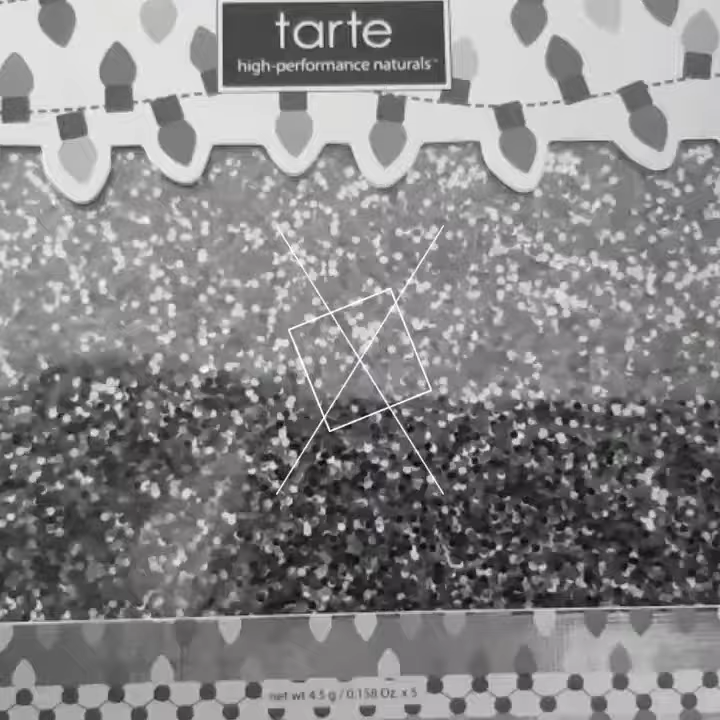 tarte
high-performance naturals™
net wt 4.5 g / 0.158 Oz. x 5